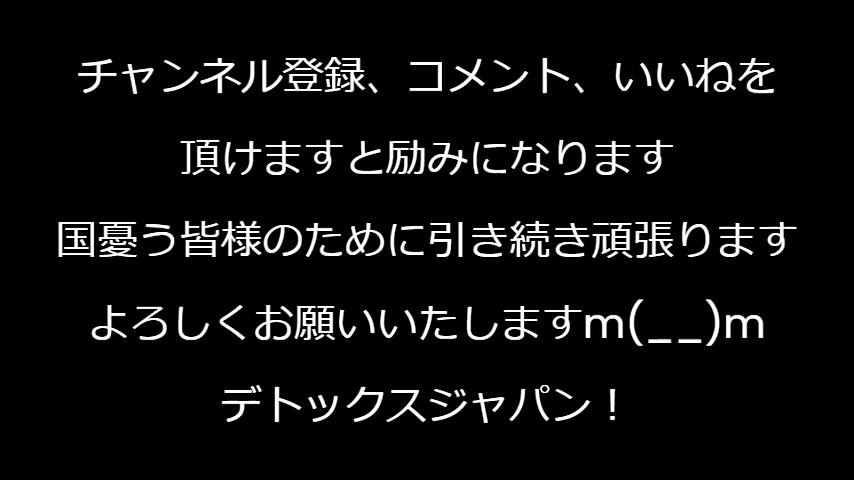 チャンネル登録、コメント、いいねを
頂けますと励みになります
国憂う皆様のために引き続き頑張ります
よろしくお願いいたしますm(__)m
デトックスジャパン！